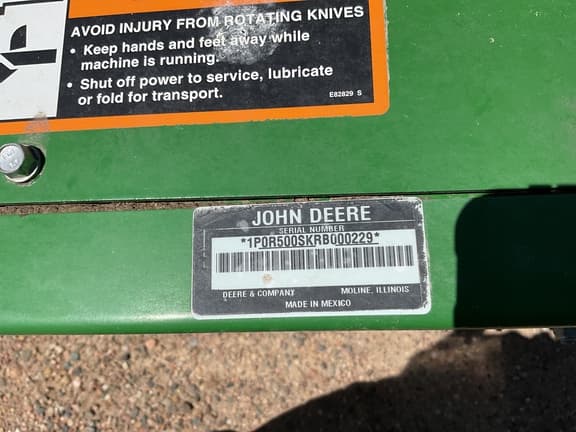 AVOID INJURY FROM ROTATING KNIVES
• Keep hands and feet away while
machine is running.
• Shut off power to service, lubricate
or fold for transport.
E82829 S
JOHN DEERE
SERIAL NUMBER
*1P0R500SKRB000229*
DEERE & COMPANY MOLINE, ILLINOIS
MADE IN MEXICO